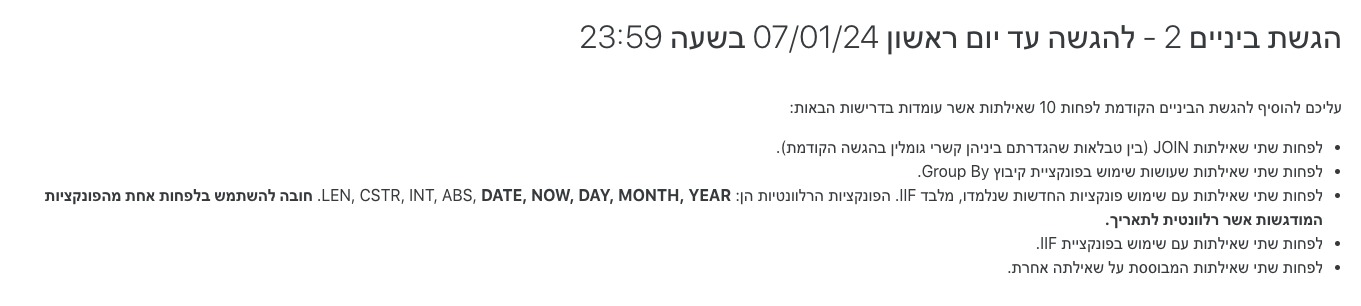 הגשת ביניים 2 - להגשה עד יום ראשון 07/01/24 בשעה 23:59
עליכם להוסיף להגשת הביניים הקודמת לפחות 10 שאילתות אשר עומדות בדרישות הבאות:
• לפחות שתי שאילתות JOIN (בין טבלאות שהגדרתם ביניהן קשרי גומלין בהגשה הקודמת).
• לפחות שתי שאילתות שעושות שימוש בפונקציית קיבוץ Group By.
• לפחות שתי שאילתות עם שימוש פונקציות החדשות שנלמדו, מלבד IIF. הפונקציות הרלוונטיות הן: LEN, CSTR, INT, ABS, DATE, NOW, DAY, MONTH, YEAR. חובה להשתמש בלפחות אחת מהפונקציות
המודגשות אשר רלוונטית לתאריך.
• לפחות שתי שאילתות עם שימוש בפונקציית IIF.
• לפחות שתי שאילתות המבוססת על שאילתה אחרת.